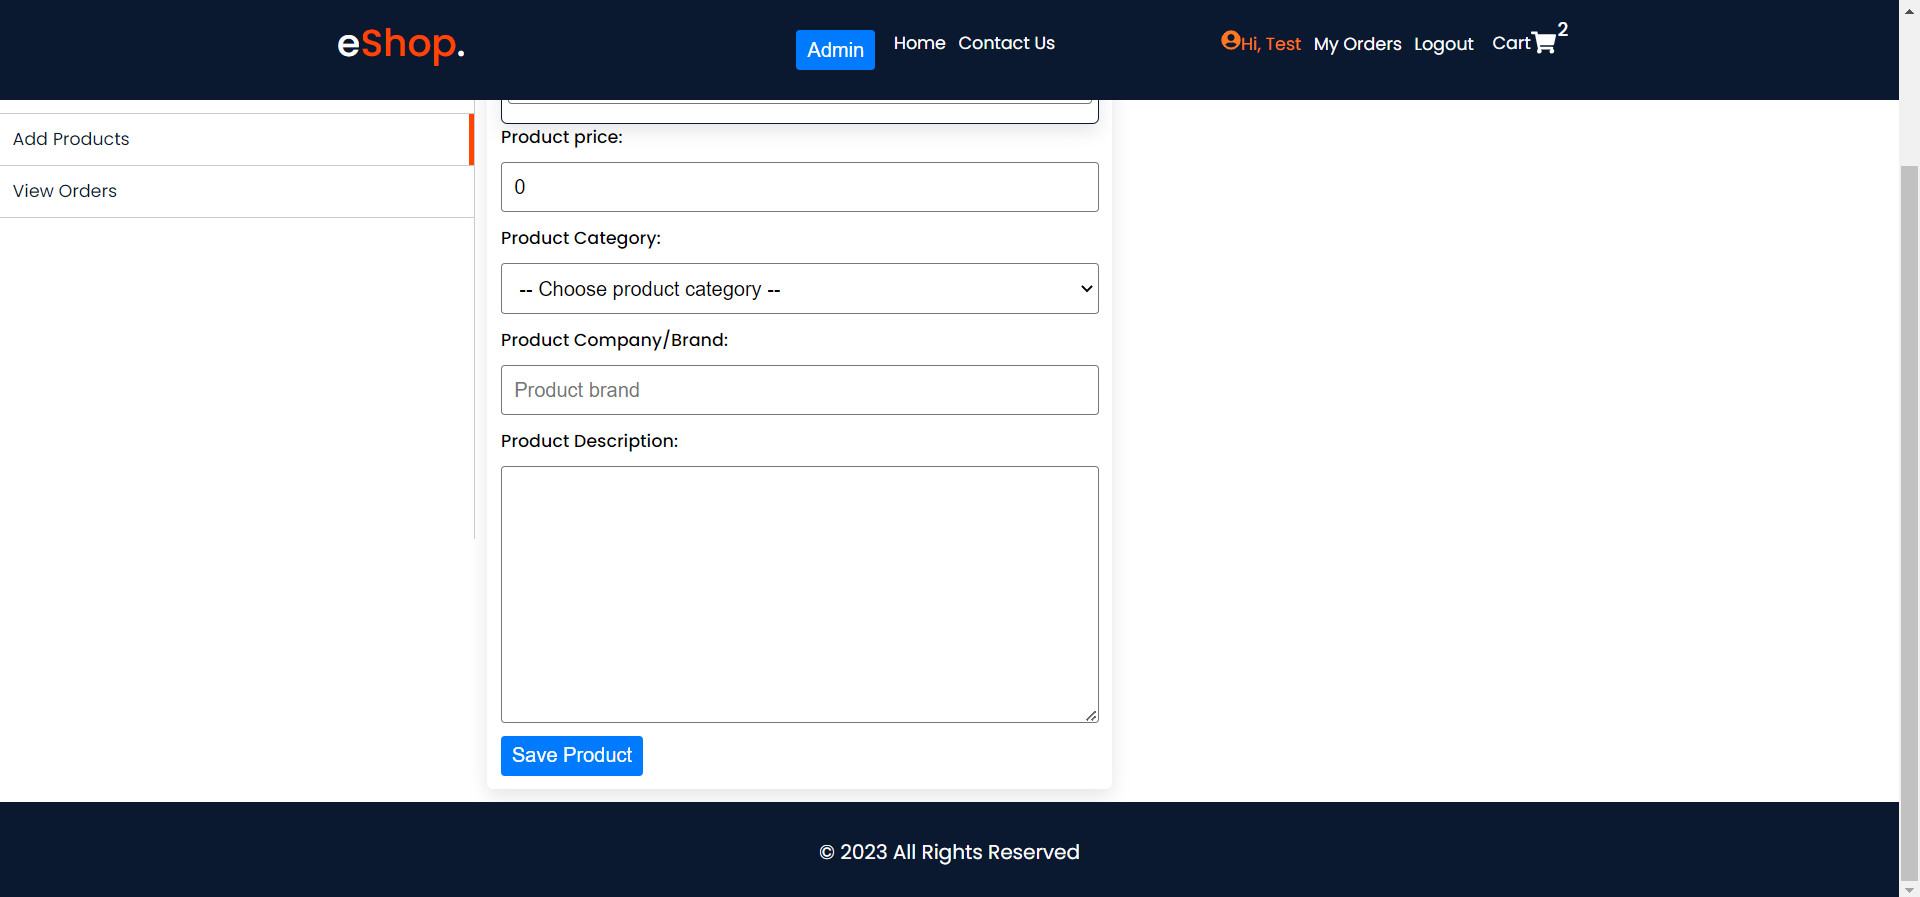 eShop.
Admin Home Contact Us
Hi, Test My Orders Logout Cart 2
Add Products
View Orders
Product price:
0
Product Category:
-- Choose product category --
Product Company/Brand:
Product brand
Product Description:
Save Product
© 2023 All Rights Reserved